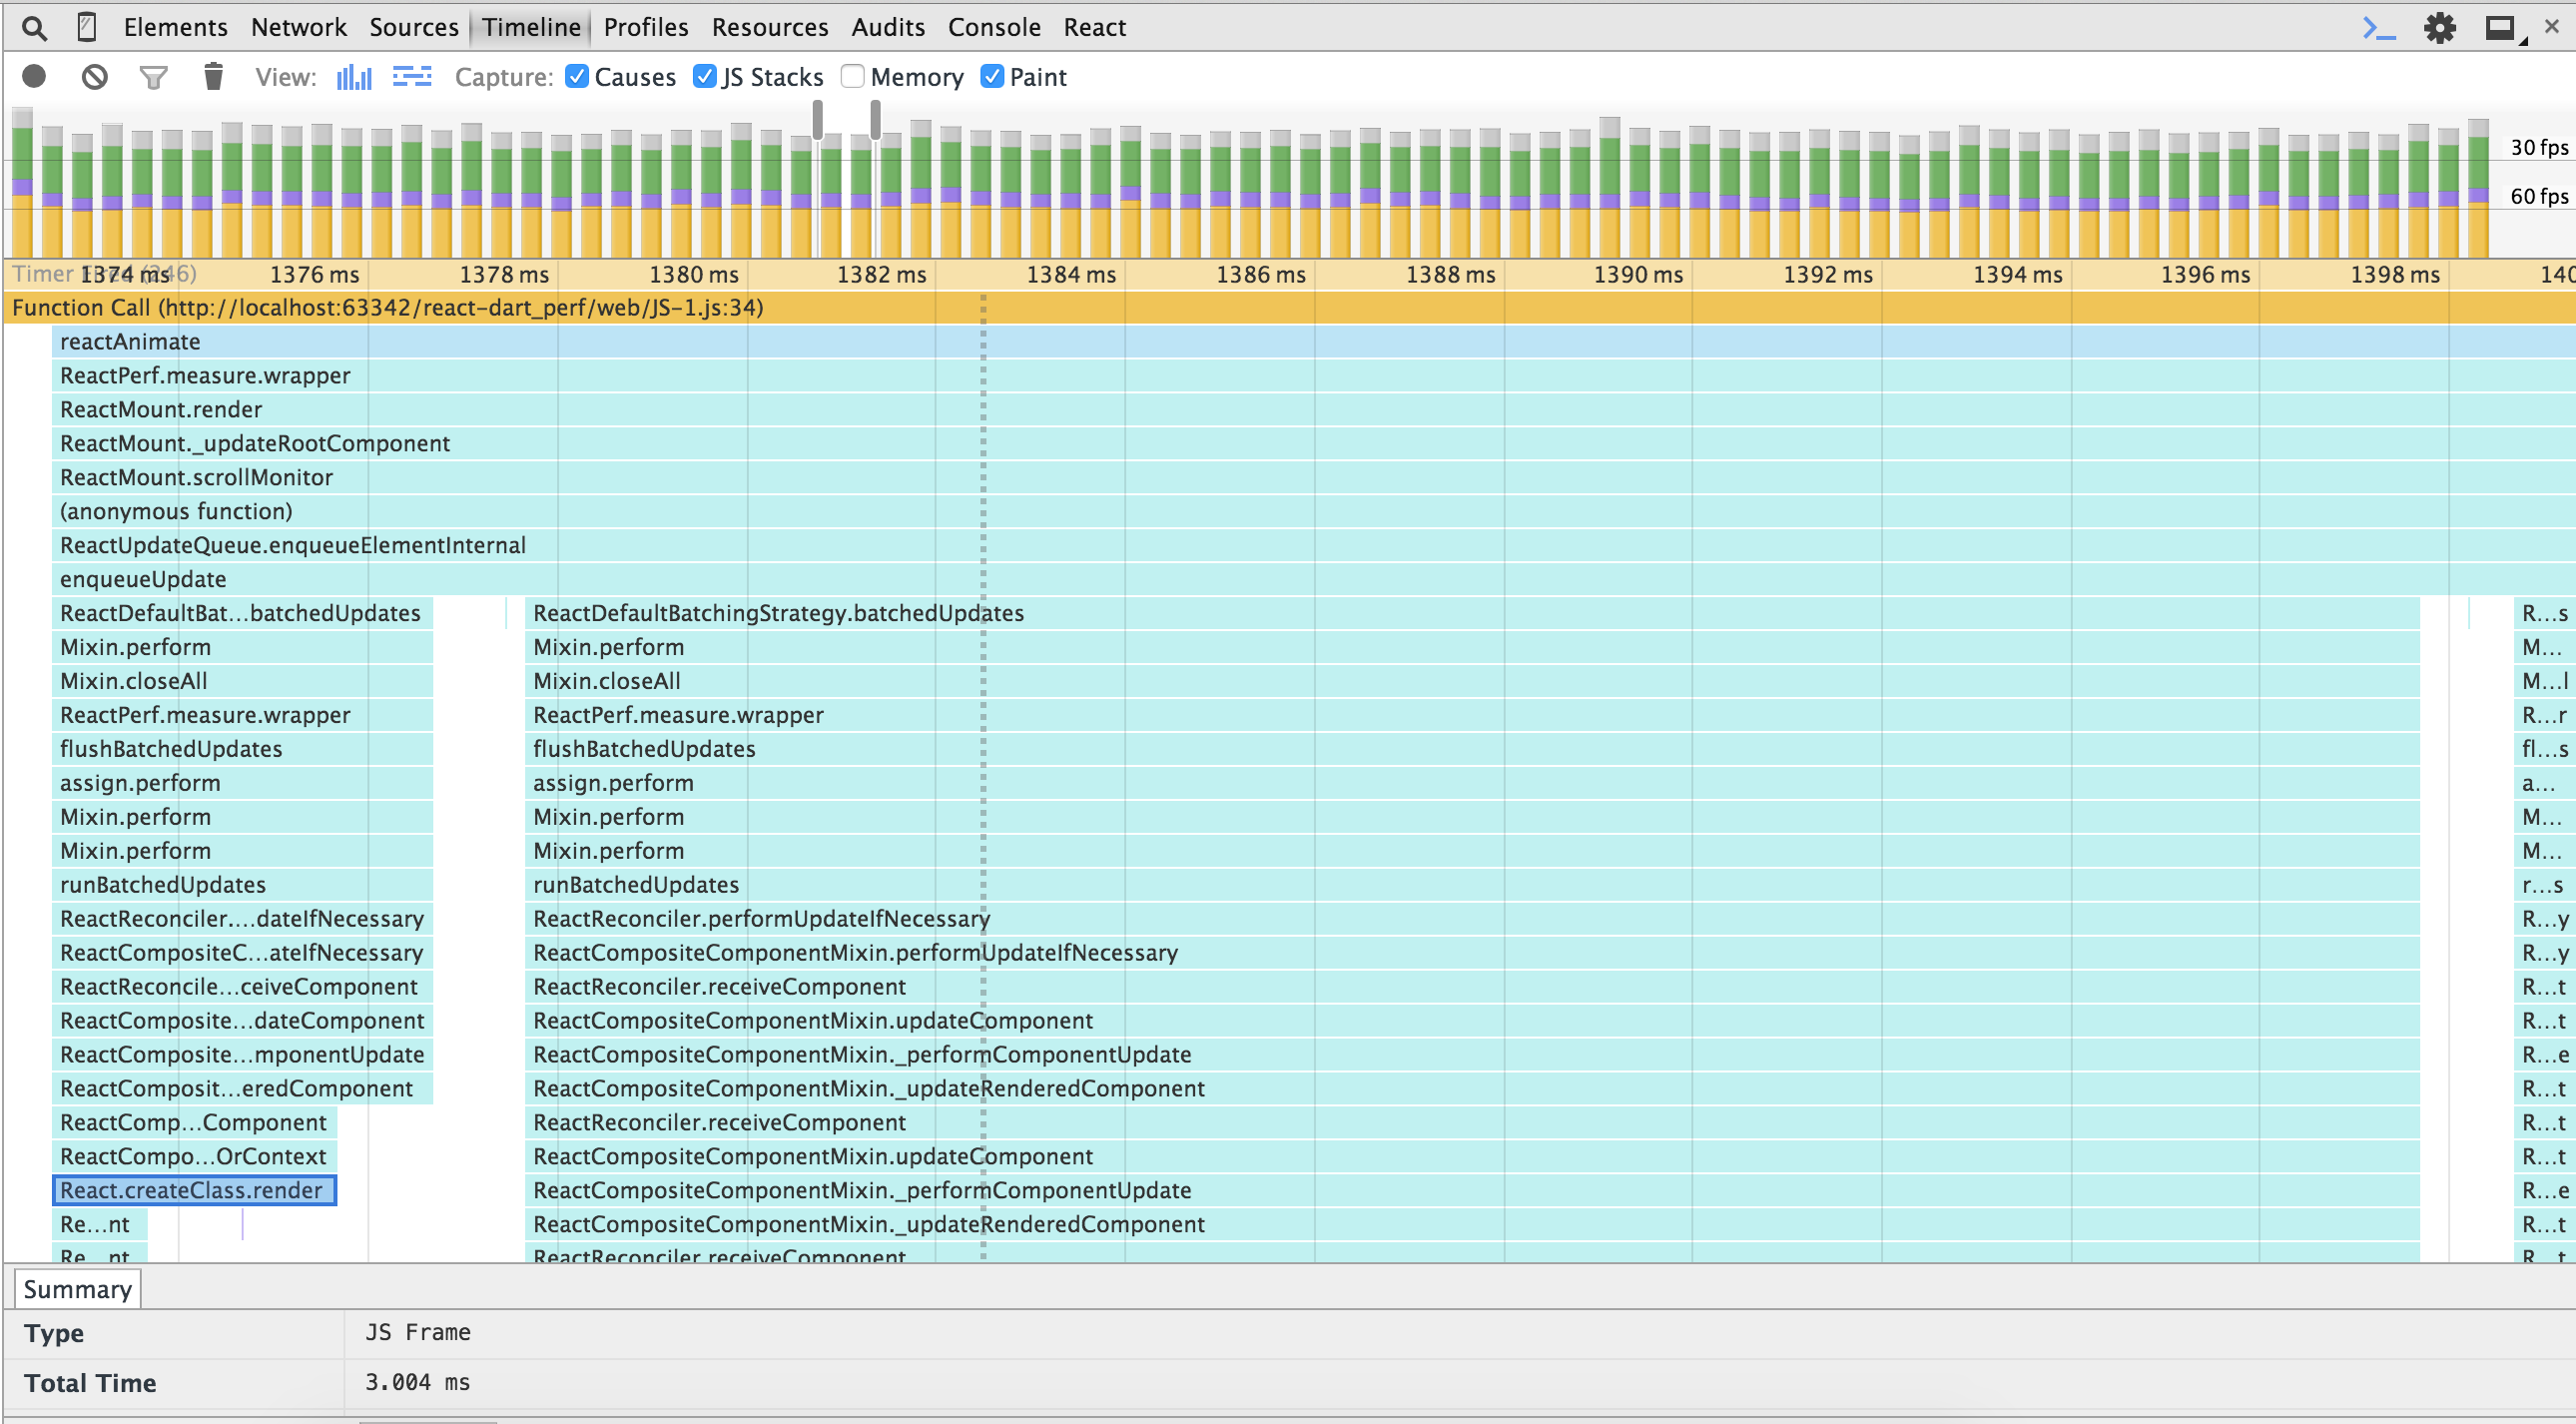 Elements Network Sources Timeline Profiles Resources Audits Console React
View: Capture: Causes JS Stacks Memory Paint
30 fps
60 fps
Timer Fired (246) 1374 ms 1376 ms 1378 ms 1380 ms 1382 ms 1384 ms 1386 ms 1388 ms 1390 ms 1392 ms 1394 ms 1396 ms 1398 ms 140
Function Call (http://localhost:63342/react-dart_perf/web/JS-1.js:34)
reactAnimate
ReactPerf.measure.wrapper
ReactMount.render
ReactMount._updateRootComponent
ReactMount.scrollMonitor
(anonymous function)
ReactUpdateQueue.enqueueElementInternal
enqueueUpdate
ReactDefaultBat...batchedUpdates ReactDefaultBatchingStrategy.batchedUpdates R...s
Mixin.perform Mixin.perform M...
Mixin.closeAll Mixin.closeAll M...l
ReactPerf.measure.wrapper ReactPerf.measure.wrapper R...r
flushBatchedUpdates flushBatchedUpdates fl...s
assign.perform assign.perform a...
Mixin.perform Mixin.perform M...
Mixin.perform Mixin.perform M...
runBatchedUpdates runBatchedUpdates r...s
ReactReconciler....dateIfNecessary ReactReconciler.performUpdateIfNecessary R...y
ReactCompositeC...ateIfNecessary ReactCompositeComponentMixin.performUpdateIfNecessary R...y
ReactReconcile...ceiveComponent ReactReconciler.receiveComponent R...t
ReactComposite...dateComponent ReactCompositeComponentMixin.updateComponent R...t
ReactComposite...mponentUpdate ReactCompositeComponentMixin._performComponentUpdate R...e
ReactComposit...eredComponent ReactCompositeComponentMixin._updateRenderedComponent R...t
ReactComp...Component ReactReconciler.receiveComponent R...t
ReactCompo...OrContext ReactCompositeComponentMixin.updateComponent R...t
React.createClass.render ReactCompositeComponentMixin._performComponentUpdate R...e
Re...nt ReactCompositeComponentMixin._updateRenderedComponent R...t
Re...nt ReactReconciler.receiveComponent R...t
Summary
Type JS Frame
Total Time 3.004 ms